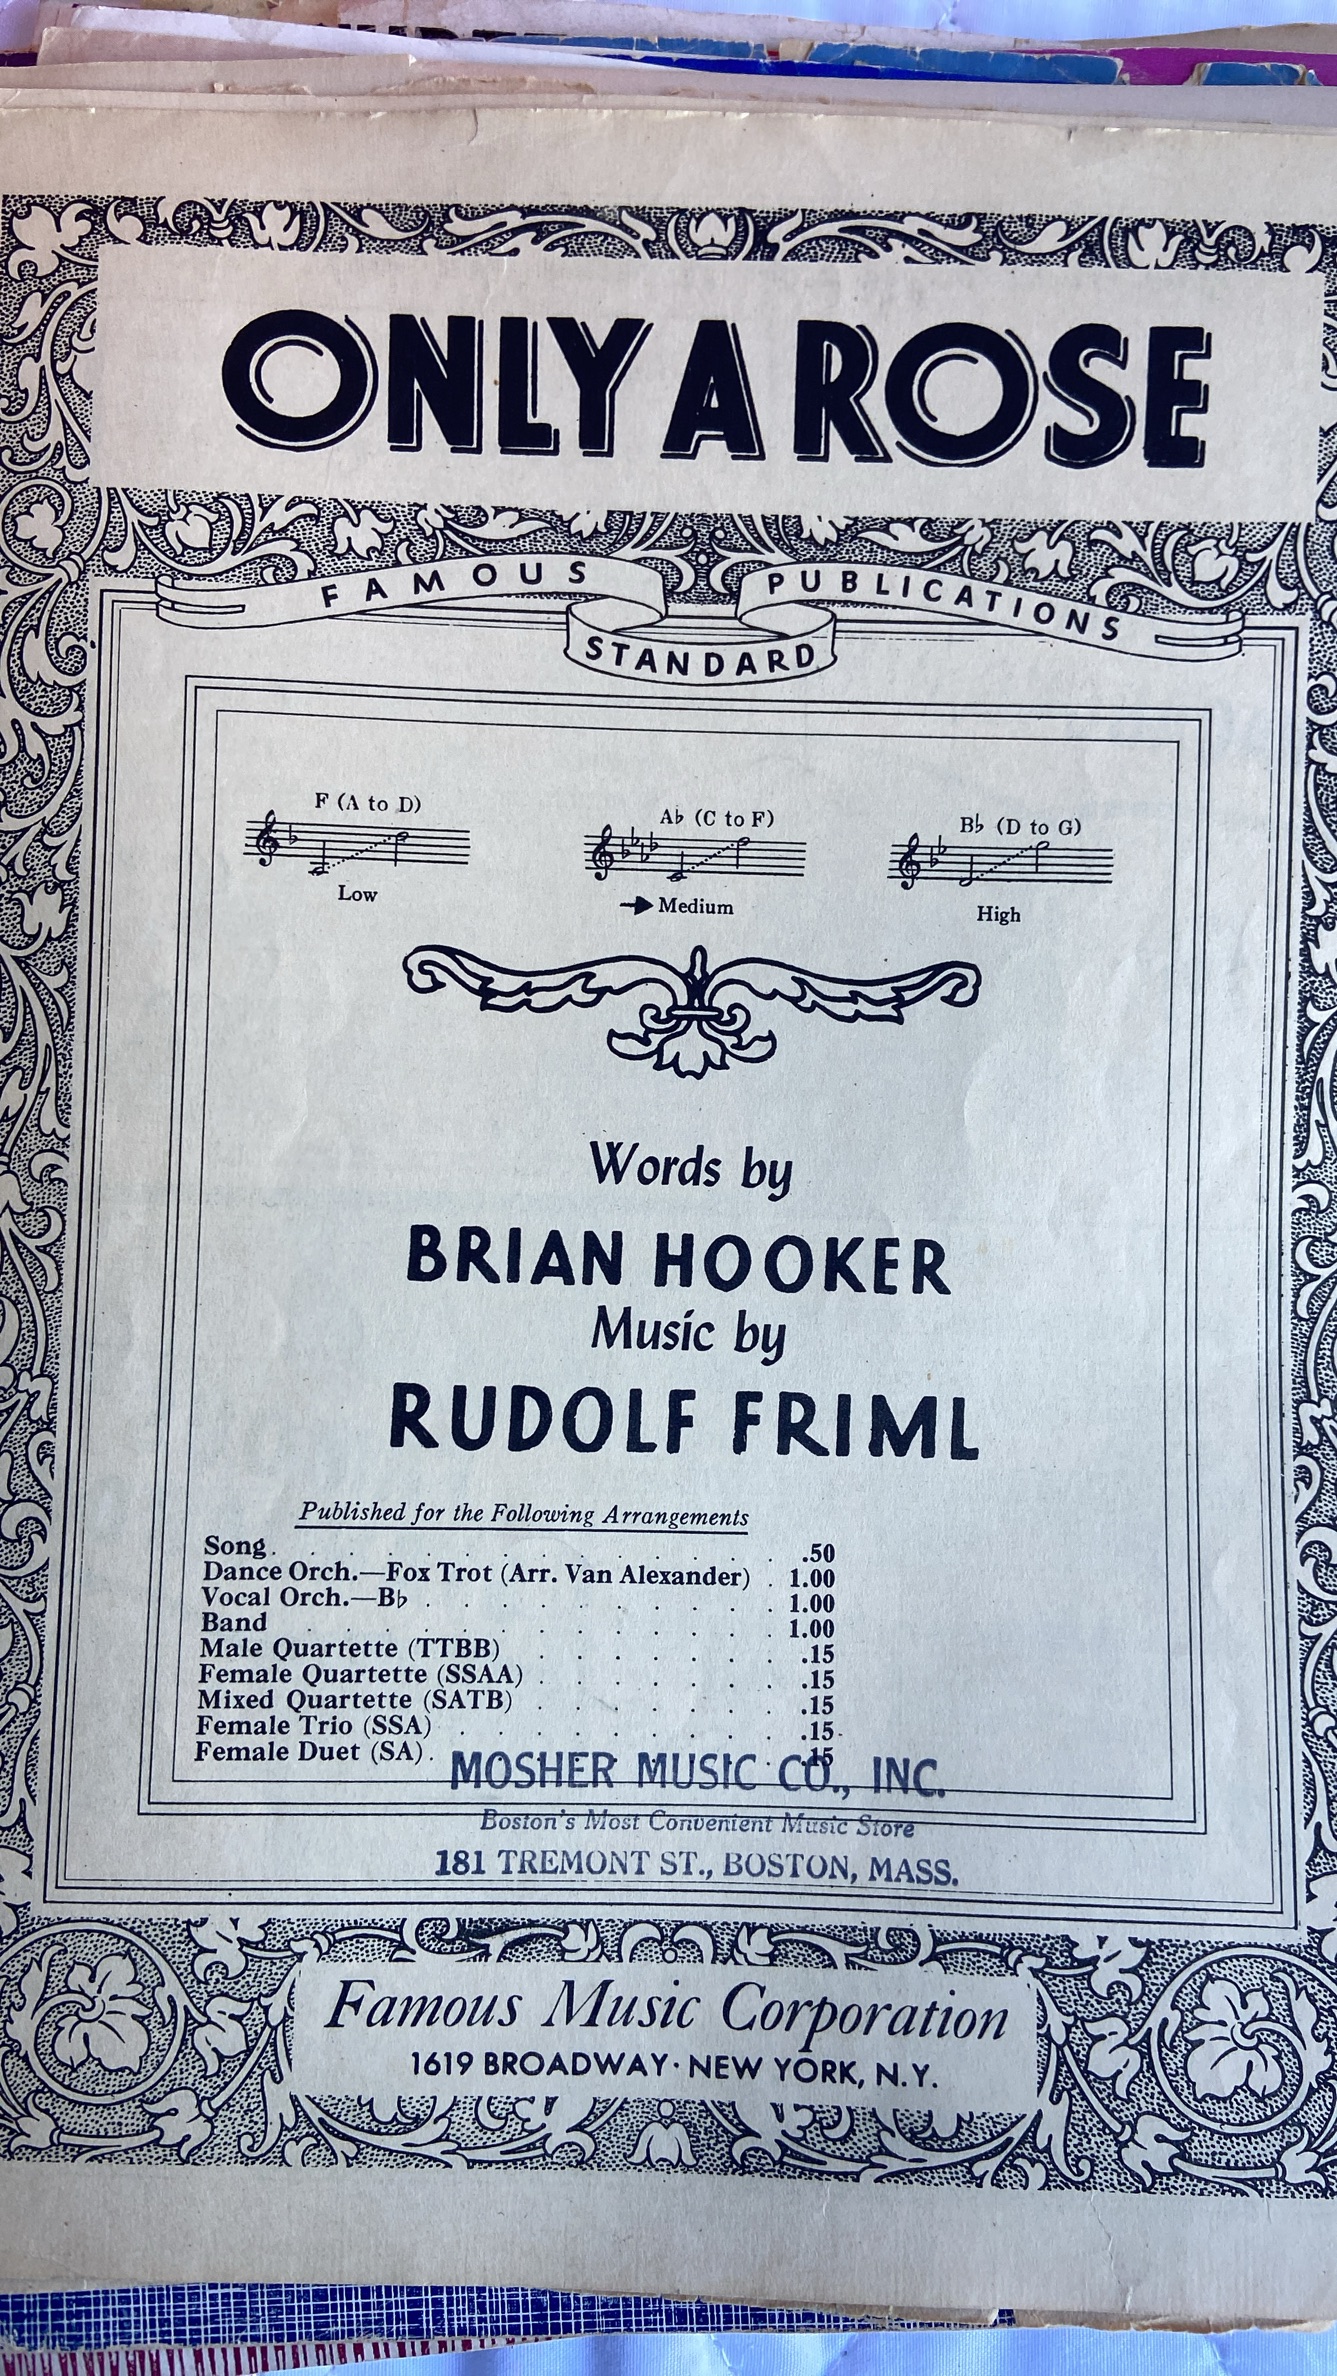 ONLY A ROSE
FAMOUS STANDARD PUBLICATIONS
F (A to D)
Low
A♭ (C to F)
Medium
B♭ (D to G)
High
Words by
BRIAN HOOKER
Music by
RUDOLF FRIML
Published for the Following Arrangements
Song . . . . . . . . . . . . . .50
Dance Orch.—Fox Trot (Arr. Van Alexander) . 1.00
Vocal Orch.—B♭ . . . . . . . . . . 1.00
Band . . . . . . . . . . . . . 1.00
Male Quartette (TTBB) . . . . . . . .15
Female Quartette (SSAA) . . . . . . . .15
Mixed Quartette (SATB) . . . . . . . .15
Female Trio (SSA) . . . . . . . . . .15
Female Duet (SA) . . . . . . . . . .15
MOSHER MUSIC CO., INC.
Boston's Most Convenient Music Store
181 TREMONT ST., BOSTON, MASS.
Famous Music Corporation
1619 BROADWAY · NEW YORK, N.Y.